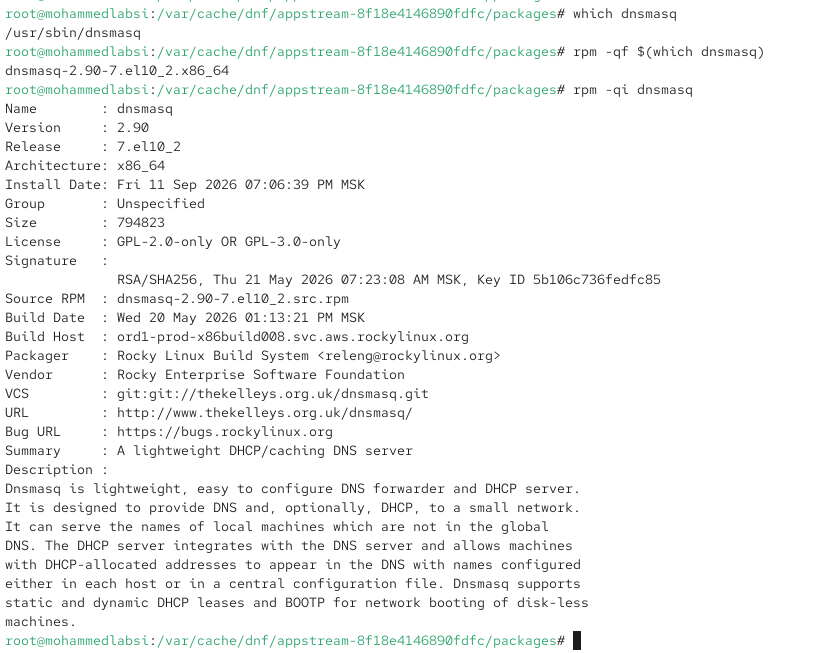 root@mohammedlabsi:/var/cache/dnf/appstream-8f18e4146890fdfc/packages# which dnsmasq
/usr/sbin/dnsmasq
root@mohammedlabsi:/var/cache/dnf/appstream-8f18e4146890fdfc/packages# rpm -qf $(which dnsmasq)
dnsmasq-2.90-7.el10_2.x86_64
root@mohammedlabsi:/var/cache/dnf/appstream-8f18e4146890fdfc/packages# rpm -qi dnsmasq
Name        : dnsmasq
Version     : 2.90
Release     : 7.el10_2
Architecture: x86_64
Install Date: Fri 11 Sep 2026 07:06:39 PM MSK
Group       : Unspecified
Size        : 794823
License     : GPL-2.0-only OR GPL-3.0-only
Signature   :
              RSA/SHA256, Thu 21 May 2026 07:23:08 AM MSK, Key ID 5b106c736fedfc85
Source RPM  : dnsmasq-2.90-7.el10_2.src.rpm
Build Date  : Wed 20 May 2026 01:13:21 PM MSK
Build Host  : ord1-prod-x86build008.svc.aws.rockylinux.org
Packager    : Rocky Linux Build System <releng@rockylinux.org>
Vendor      : Rocky Enterprise Software Foundation
VCS         : git:git://thekelleys.org.uk/dnsmasq.git
URL         : http://www.thekelleys.org.uk/dnsmasq/
Bug URL     : https://bugs.rockylinux.org
Summary     : A lightweight DHCP/caching DNS server
Description :
Dnsmasq is lightweight, easy to configure DNS forwarder and DHCP server.
It is designed to provide DNS and, optionally, DHCP, to a small network.
It can serve the names of local machines which are not in the global
DNS. The DHCP server integrates with the DNS server and allows machines
with DHCP-allocated addresses to appear in the DNS with names configured
either in each host or in a central configuration file. Dnsmasq supports
static and dynamic DHCP leases and BOOTP for network booting of disk-less
machines.
root@mohammedlabsi:/var/cache/dnf/appstream-8f18e4146890fdfc/packages#